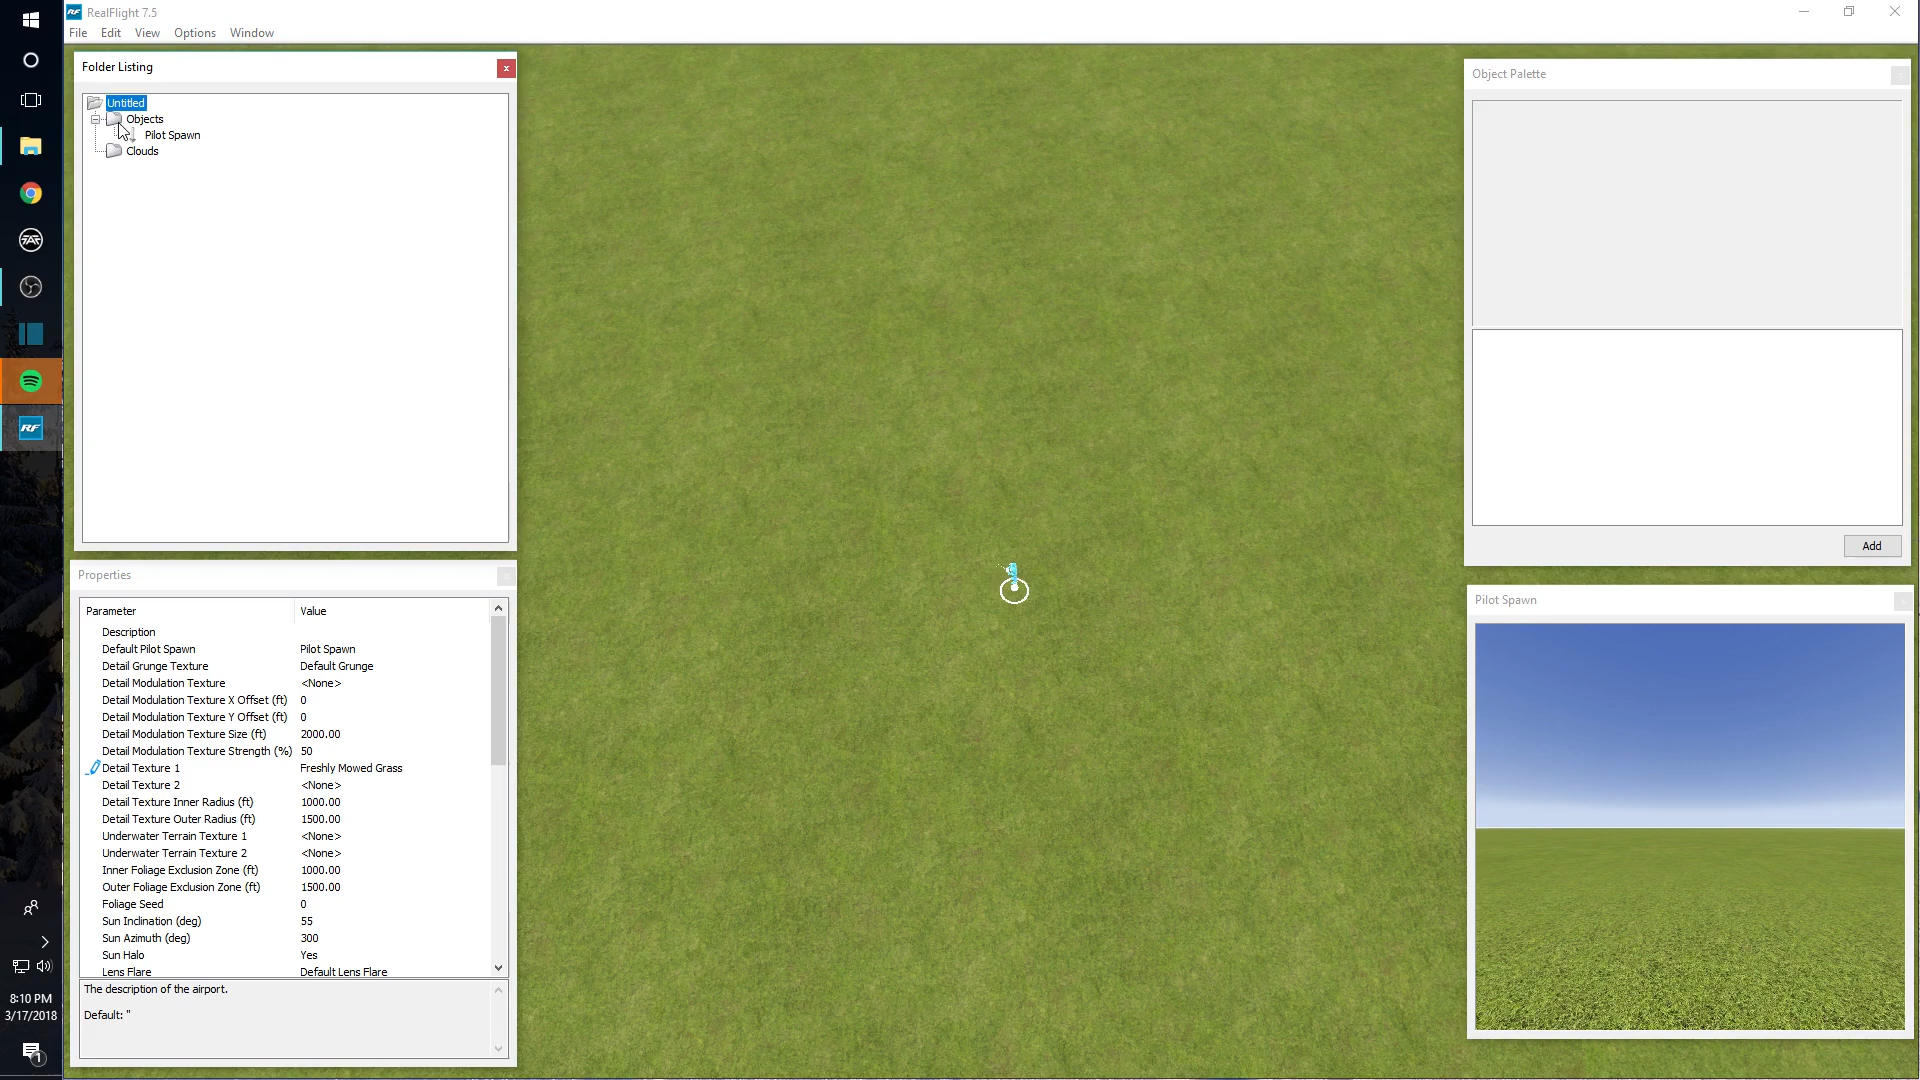 RF RealFlight 7.5
File Edit View Options Window
Folder Listing
x
Untitled
Objects
Pilot Spawn
Clouds
Object Palette
Add
Properties
Parameter Value
Description
Default Pilot Spawn Pilot Spawn
Detail Grunge Texture Default Grunge
Detail Modulation Texture <None>
Detail Modulation Texture X Offset (ft) 0
Detail Modulation Texture Y Offset (ft) 0
Detail Modulation Texture Size (ft) 2000.00
Detail Modulation Texture Strength (%) 50
Detail Texture 1 Freshly Mowed Grass
Detail Texture 2 <None>
Detail Texture Inner Radius (ft) 1000.00
Detail Texture Outer Radius (ft) 1500.00
Underwater Terrain Texture 1 <None>
Underwater Terrain Texture 2 <None>
Inner Foliage Exclusion Zone (ft) 1000.00
Outer Foliage Exclusion Zone (ft) 1500.00
Foliage Seed 0
Sun Inclination (deg) 55
Sun Azimuth (deg) 300
Sun Halo Yes
Lens Flare Default Lens Flare
The description of the airport.
Default: "
Pilot Spawn
RF
8:10 PM
3/17/2018
1